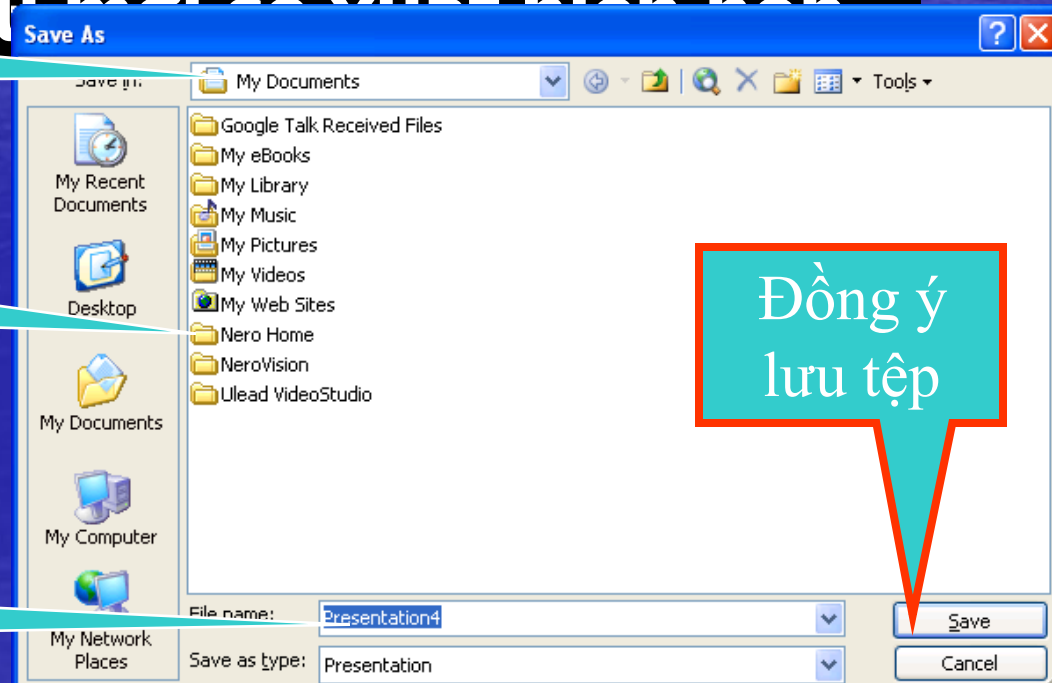 Save As
Save in:
My Documents
Tools
My Recent
Documents
Desktop
My Documents
My Computer
My Network
Places
Google Talk Received Files
My eBooks
My Library
My Music
My Pictures
My Videos
My Web Sites
Nero Home
NeroVision
Ulead VideoStudio
Đồng ý
lưu tệp
File name:
Presentation4
Save
Save as type:
Presentation
Cancel